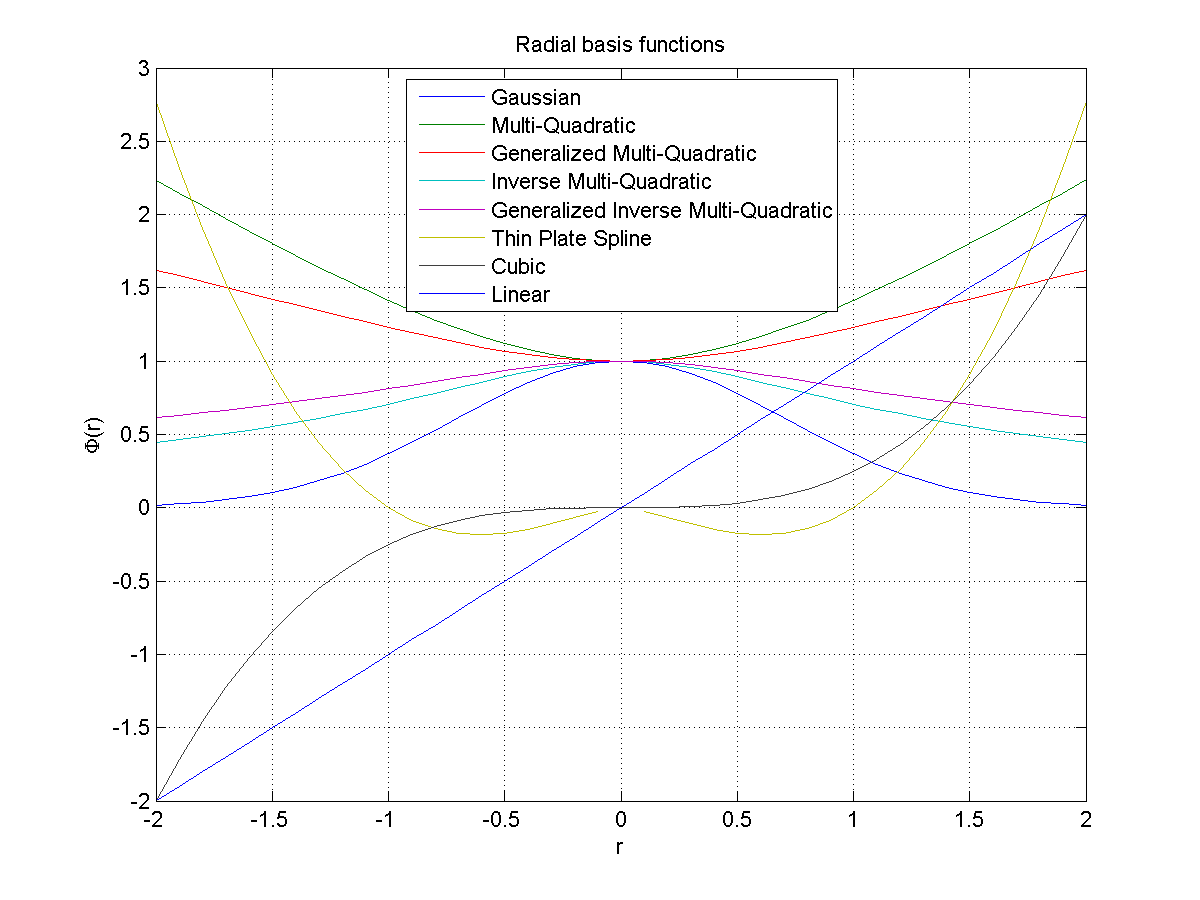 Radial basis functions
3
2.5
2
1.5
1
0.5
0
-0.5
-1
-1.5
-2
Φ(r)
Gaussian
Multi-Quadratic
Generalized Multi-Quadratic
Inverse Multi-Quadratic
Generalized Inverse Multi-Quadratic
Thin Plate Spline
Cubic
Linear
-2 -1.5 -1 -0.5 0 0.5 1 1.5 2
r